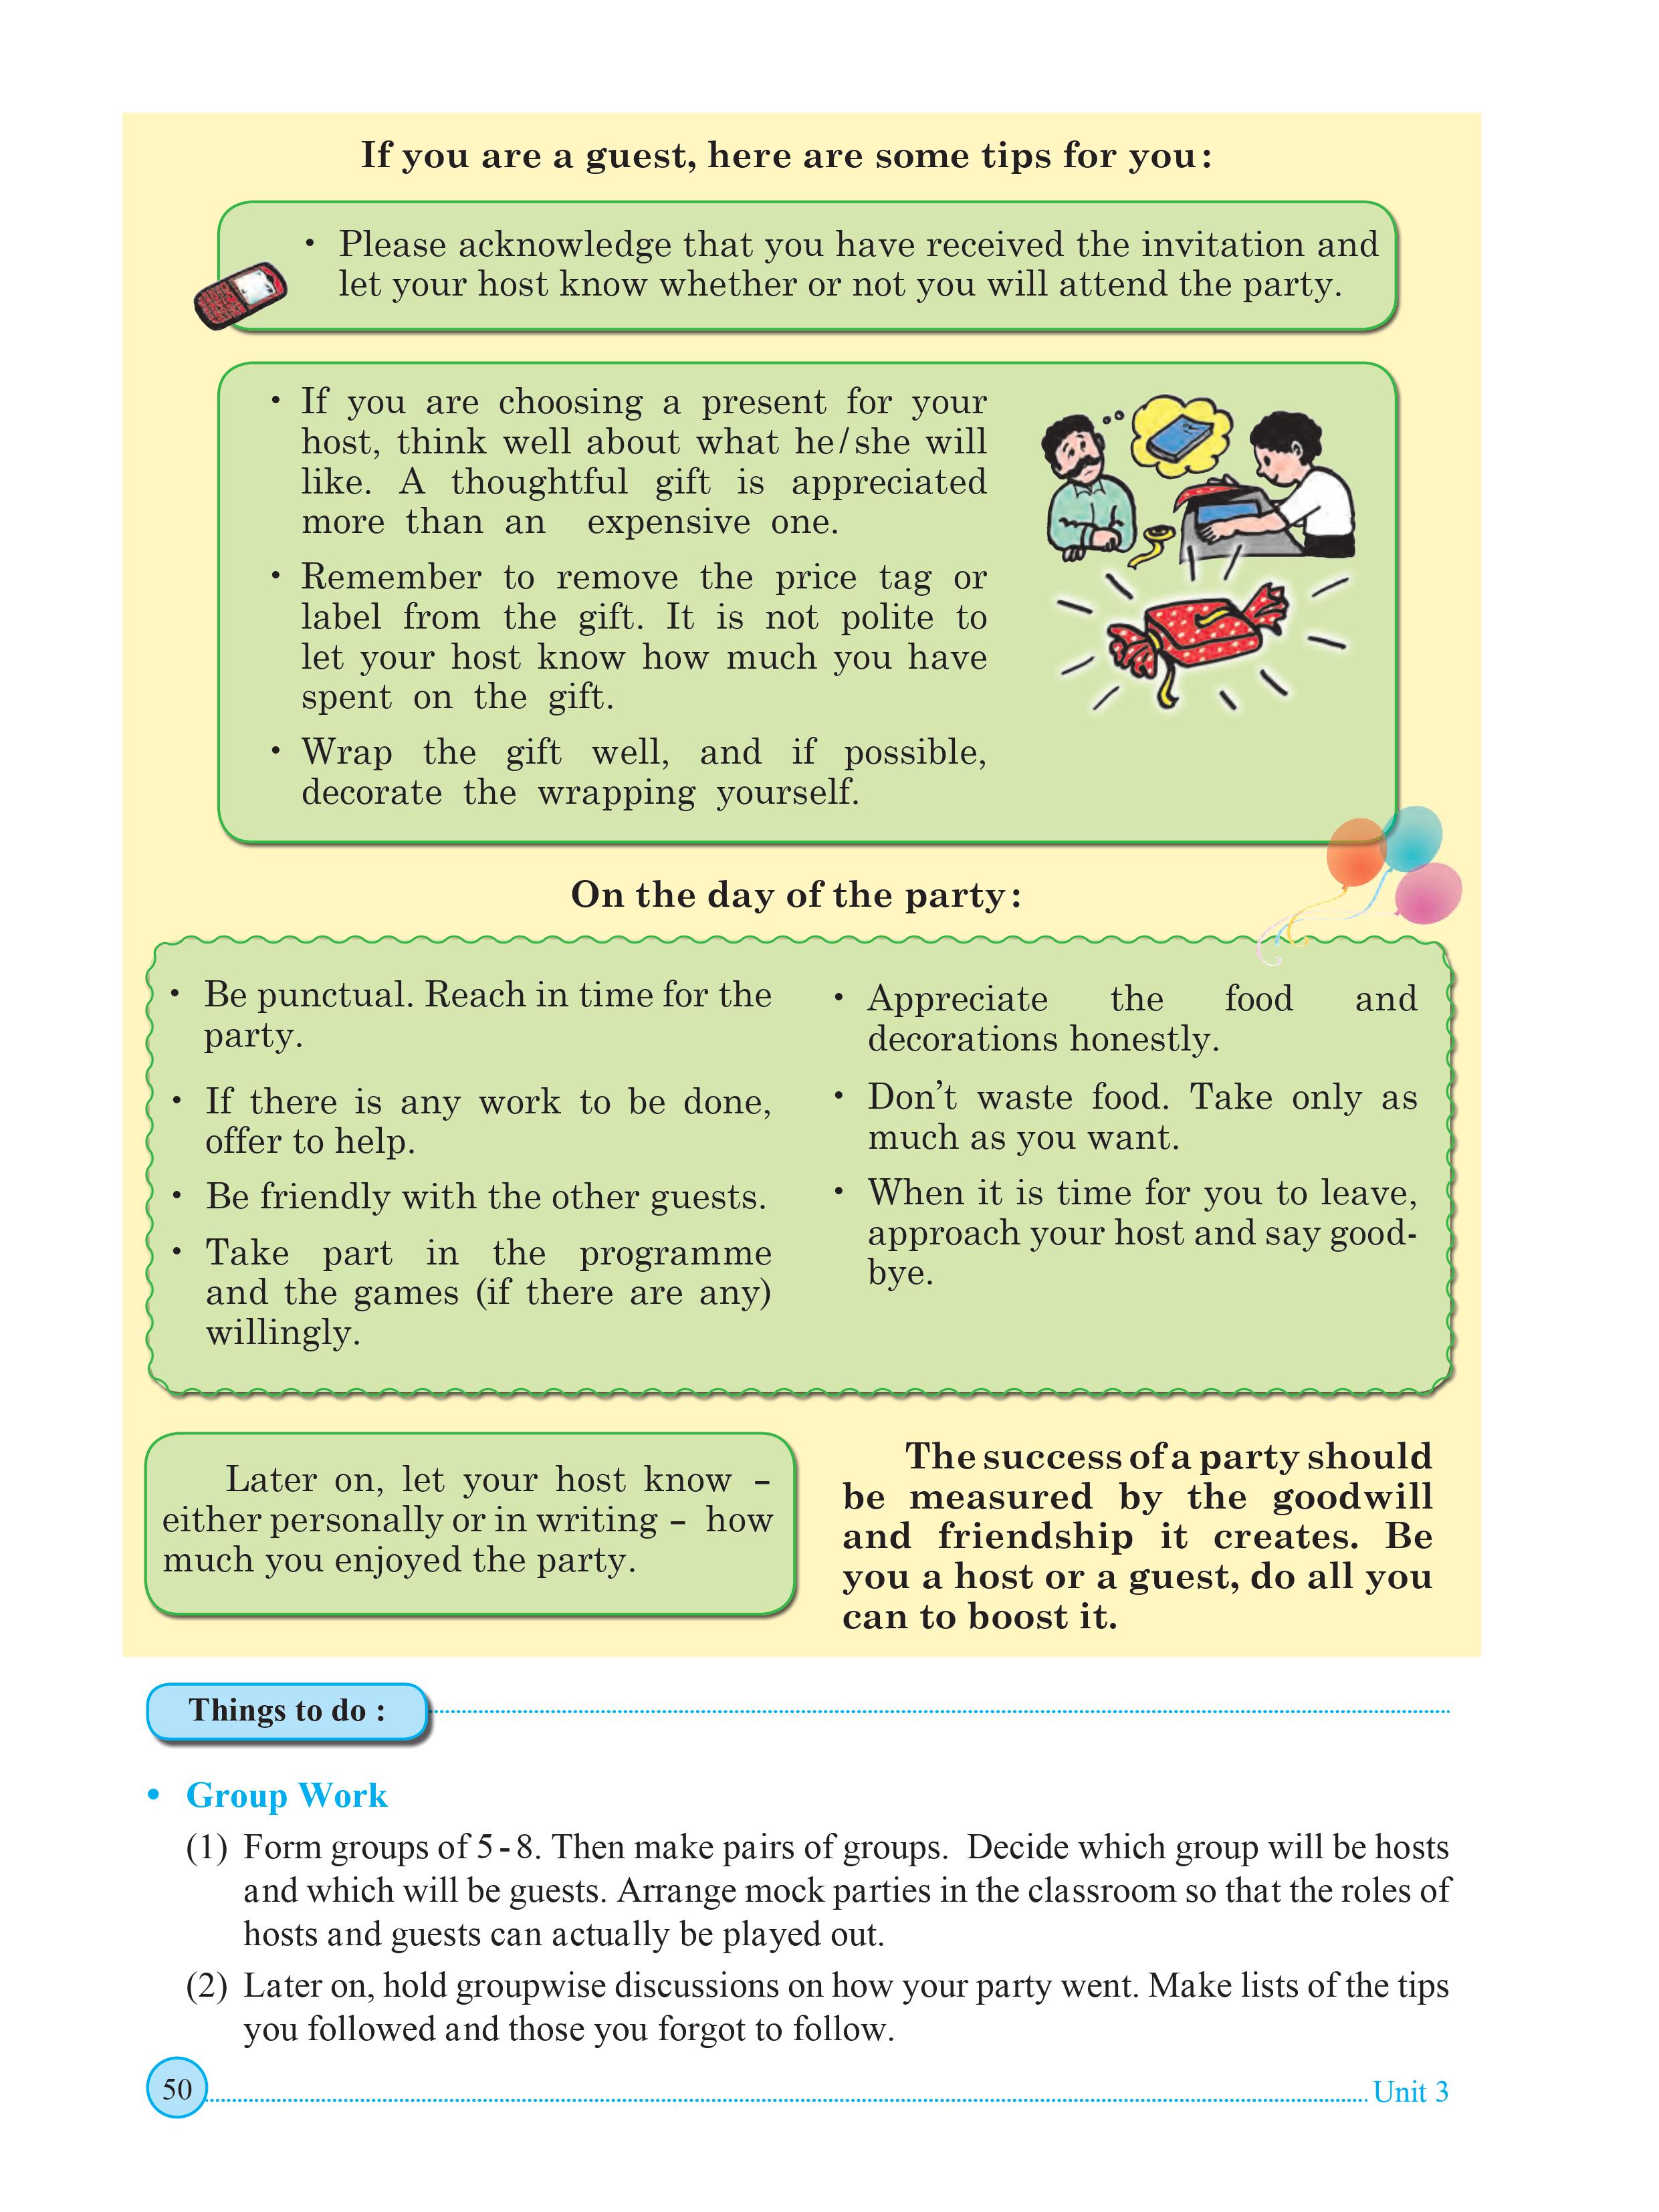 If you are a guest, here are some tips for you:
• Please acknowledge that you have received the invitation and
let your host know whether or not you will attend the party.
• If you are choosing a present for your
host, think well about what he/she will
like. A thoughtful gift is appreciated
more than an expensive one.
• Remember to remove the price tag or
label from the gift. It is not polite to
let your host know how much you have
spent on the gift.
• Wrap the gift well, and if possible,
decorate the wrapping yourself.
On the day of the party:
• Be punctual. Reach in time for the
party.
• If there is any work to be done,
offer to help.
• Be friendly with the other guests.
• Take part in the programme
and the games (if there are any)
willingly.
• Appreciate the food and
decorations honestly.
• Don't waste food. Take only as
much as you want.
• When it is time for you to leave,
approach your host and say good-
bye.
Later on, let your host know –
either personally or in writing – how
much you enjoyed the party.
The success of a party should
be measured by the goodwill
and friendship it creates. Be
you a host or a guest, do all you
can to boost it.
Things to do :
• Group Work
(1) Form groups of 5-8. Then make pairs of groups. Decide which group will be hosts
and which will be guests. Arrange mock parties in the classroom so that the roles of
hosts and guests can actually be played out.
(2) Later on, hold groupwise discussions on how your party went. Make lists of the tips
you followed and those you forgot to follow.
50
Unit 3